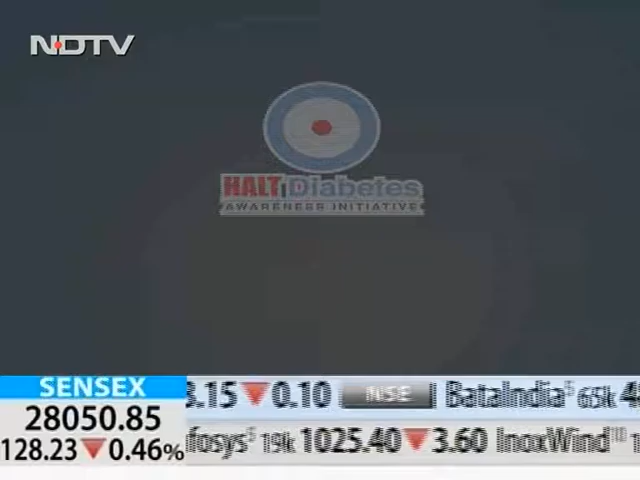 NDTV
HALT Diabetes
AWARENESS INITIATIVE
SENSEX
28050.85
128.23 ▼ 0.46%
.15 ▼ 0.10 NSE BataIndia 65k
fosys 19k 1025.40 ▼ 3.60 InoxWind